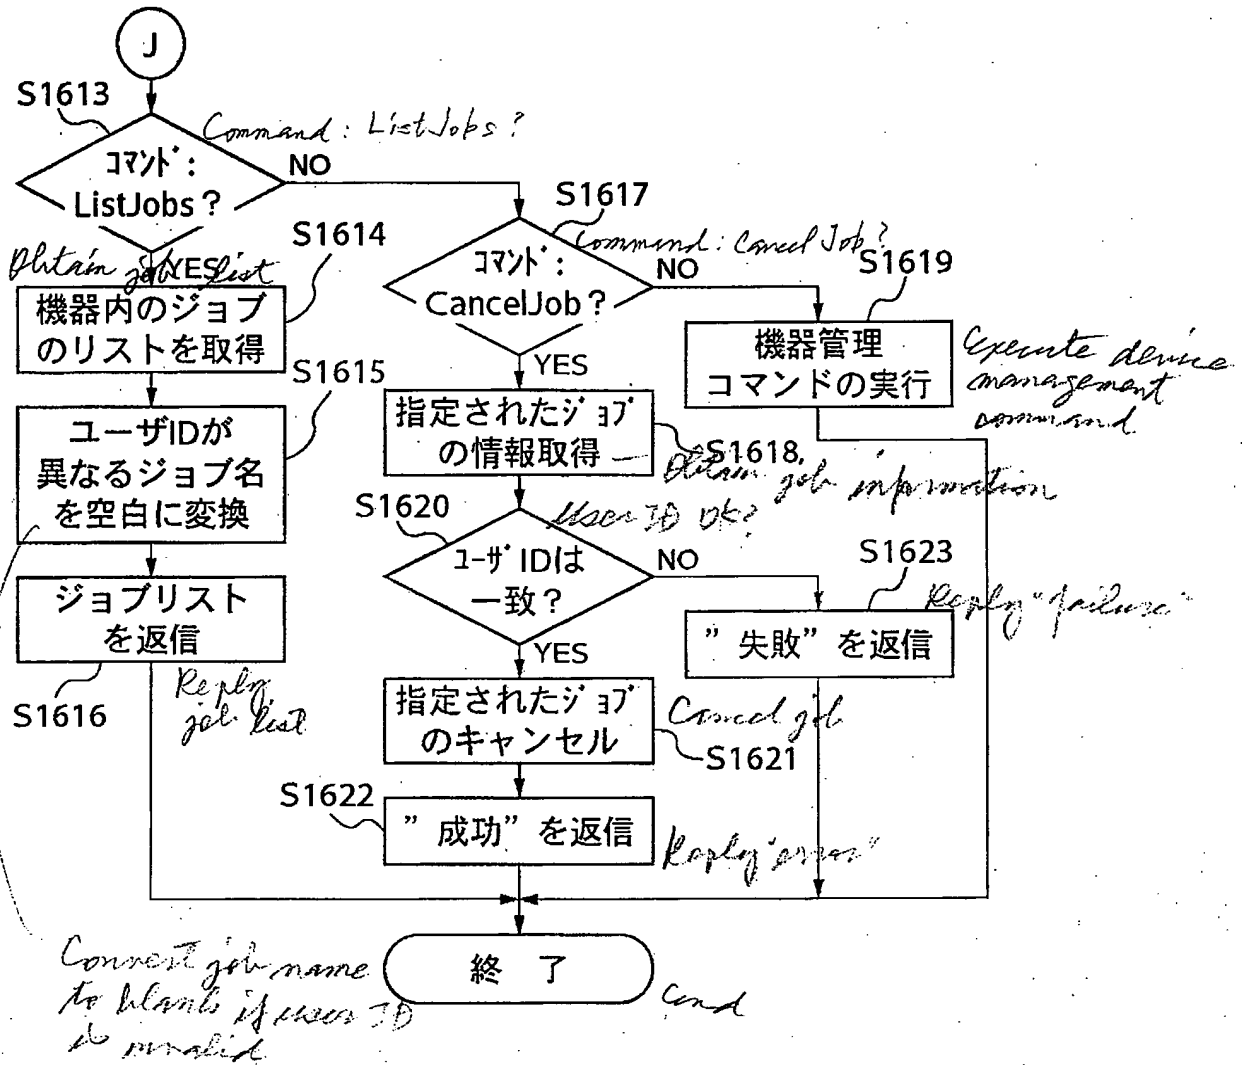 J
S1613
Command: ListJobs?
コマンド:
ListJobs?
NO
S1617
Command: Cancel Job?
コマンド:
CancelJob?
NO
S1619
機器管理
コマンドの実行
Execute device
management
command
Obtain job list
YES
S1614
機器内のジョブ
のリストを取得
S1615
ユーザIDが
異なるジョブ名
を空白に変換
ジョブリスト
を返信
S1616
Reply
job list
YES
指定されたジョブ
の情報取得
S1618
Obtain job information
S1620
User ID OK?
ユーザIDは
一致?
NO
S1623
Reply "failure"
"失敗"を返信
YES
指定されたジョブ
のキャンセル
Cancel job
S1621
S1622
"成功"を返信
Reply "error"
終 了
end
Convert job name
to blanks if user ID
is invalid